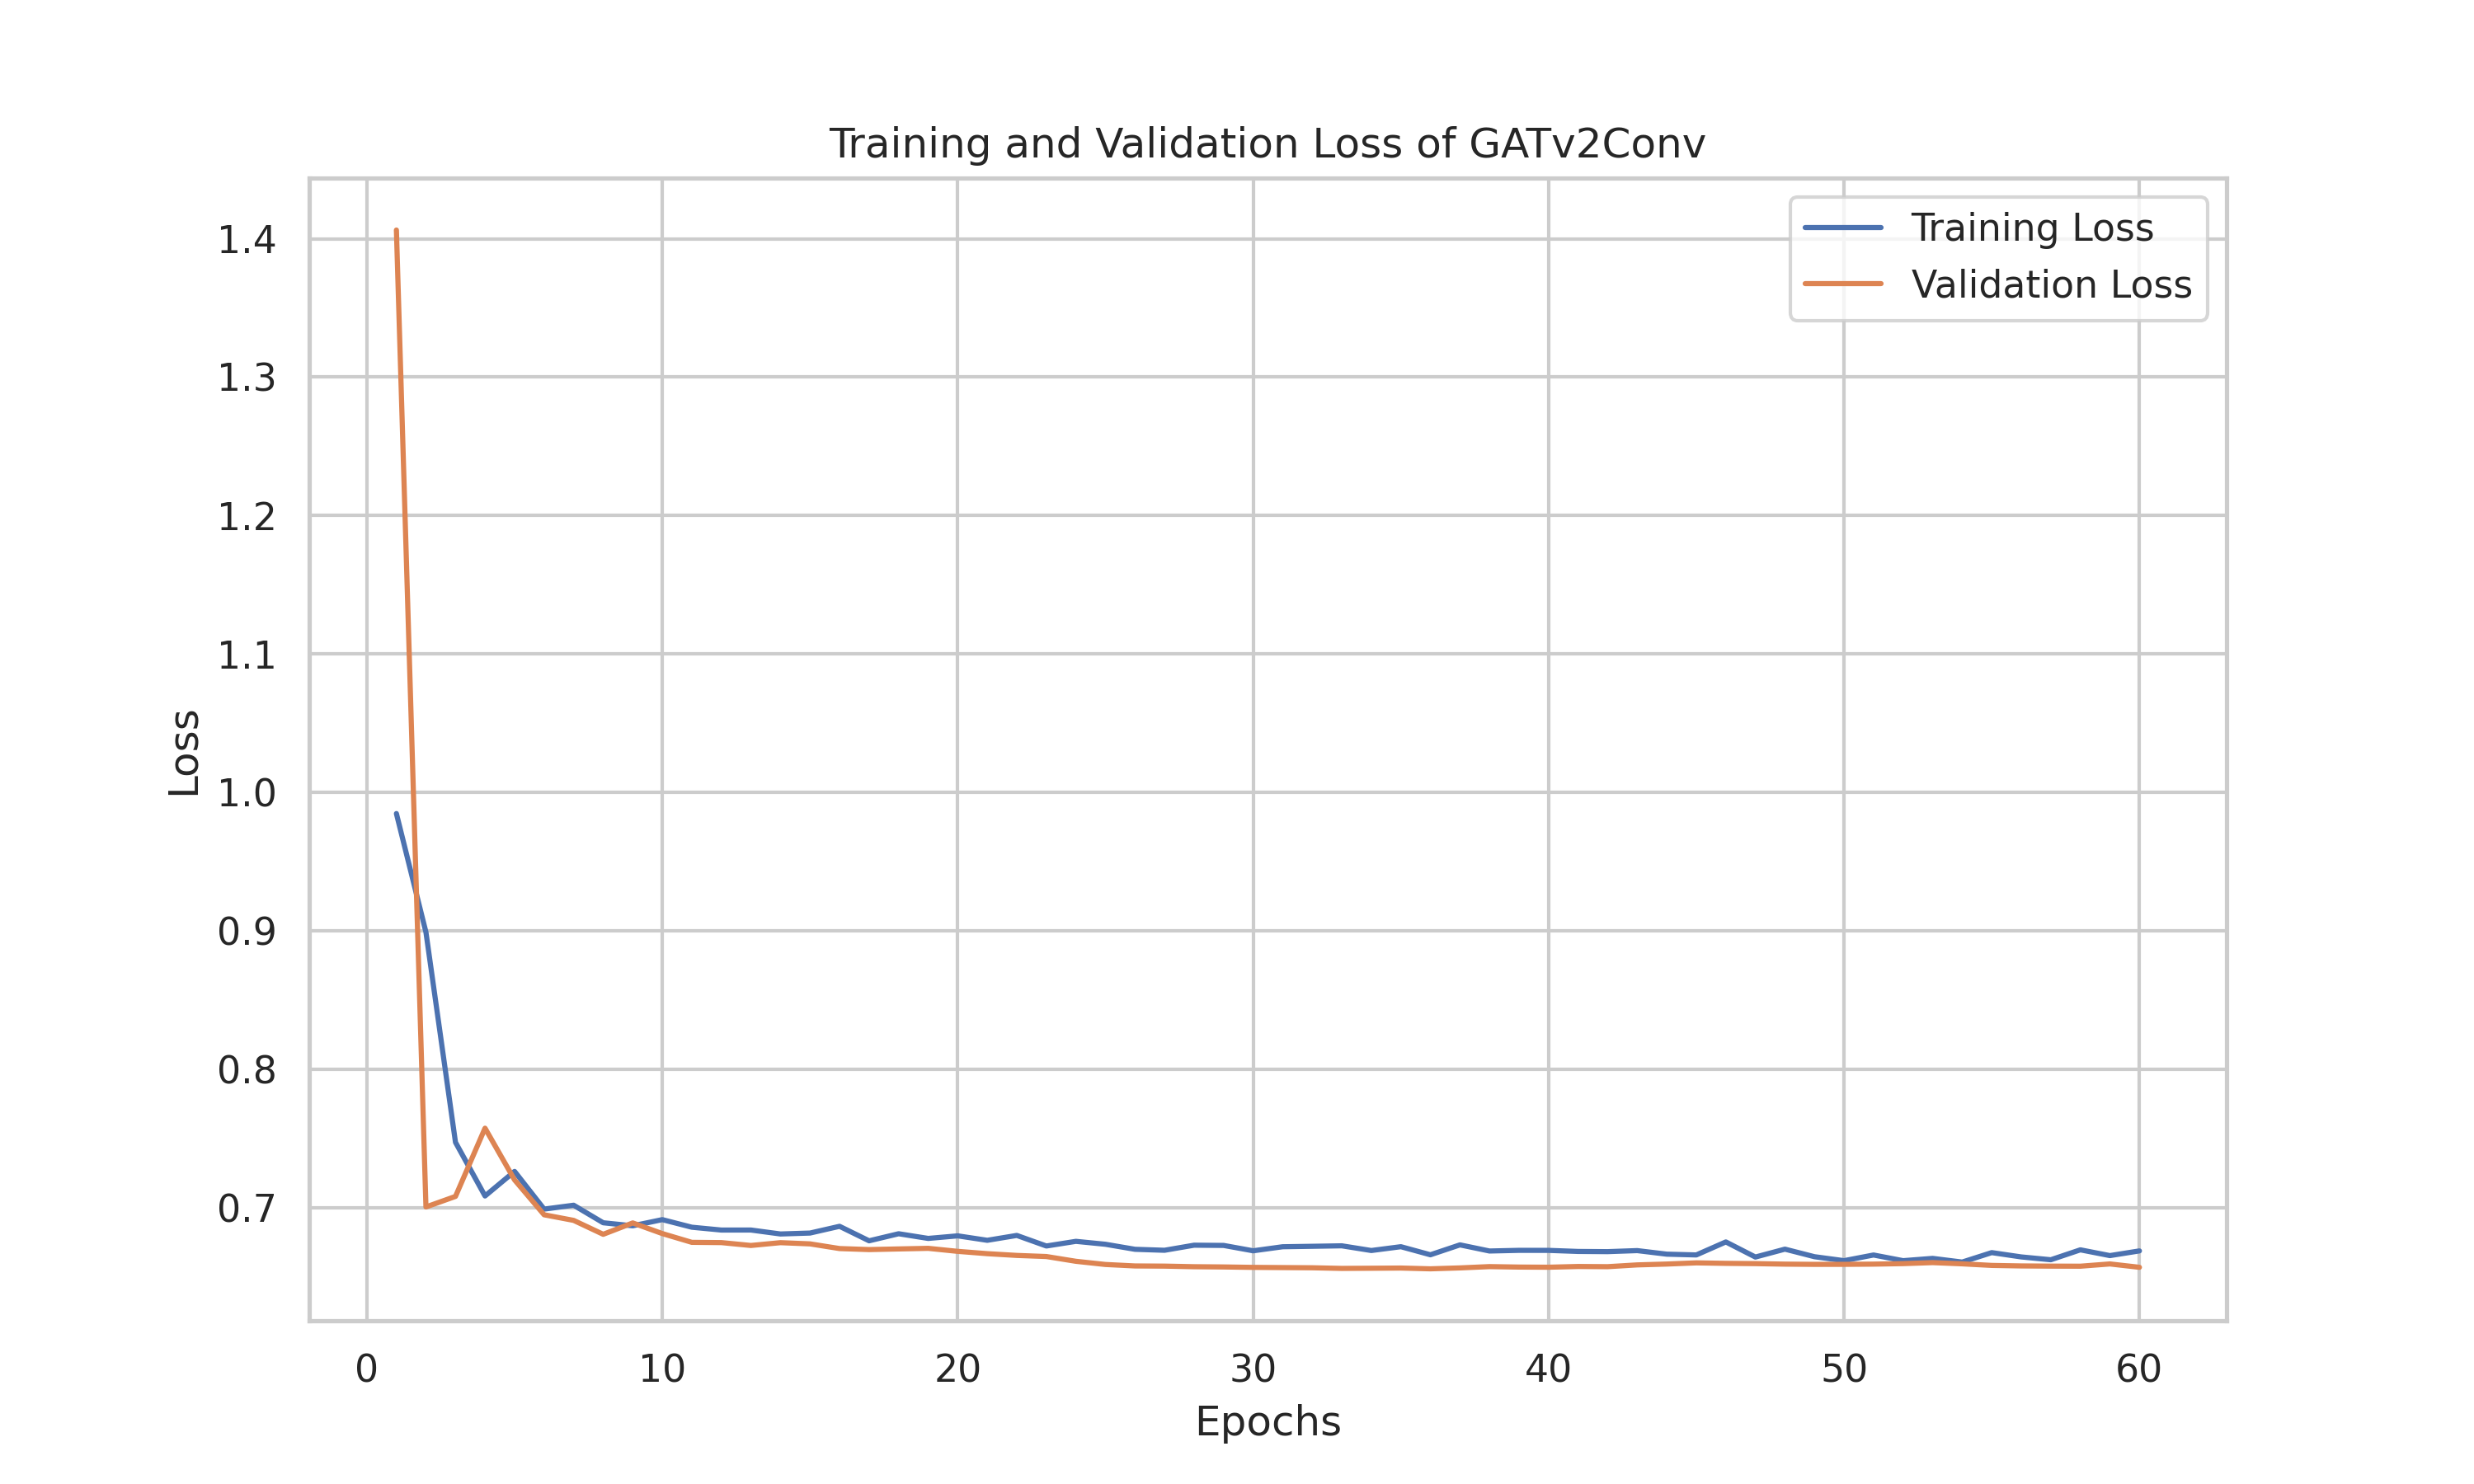 Training and Validation Loss of GATv2Conv
Training Loss
Validation Loss
1.4
1.3
1.2
1.1
1.0
0.9
0.8
0.7
Loss
0 10 20 30 40 50 60
Epochs